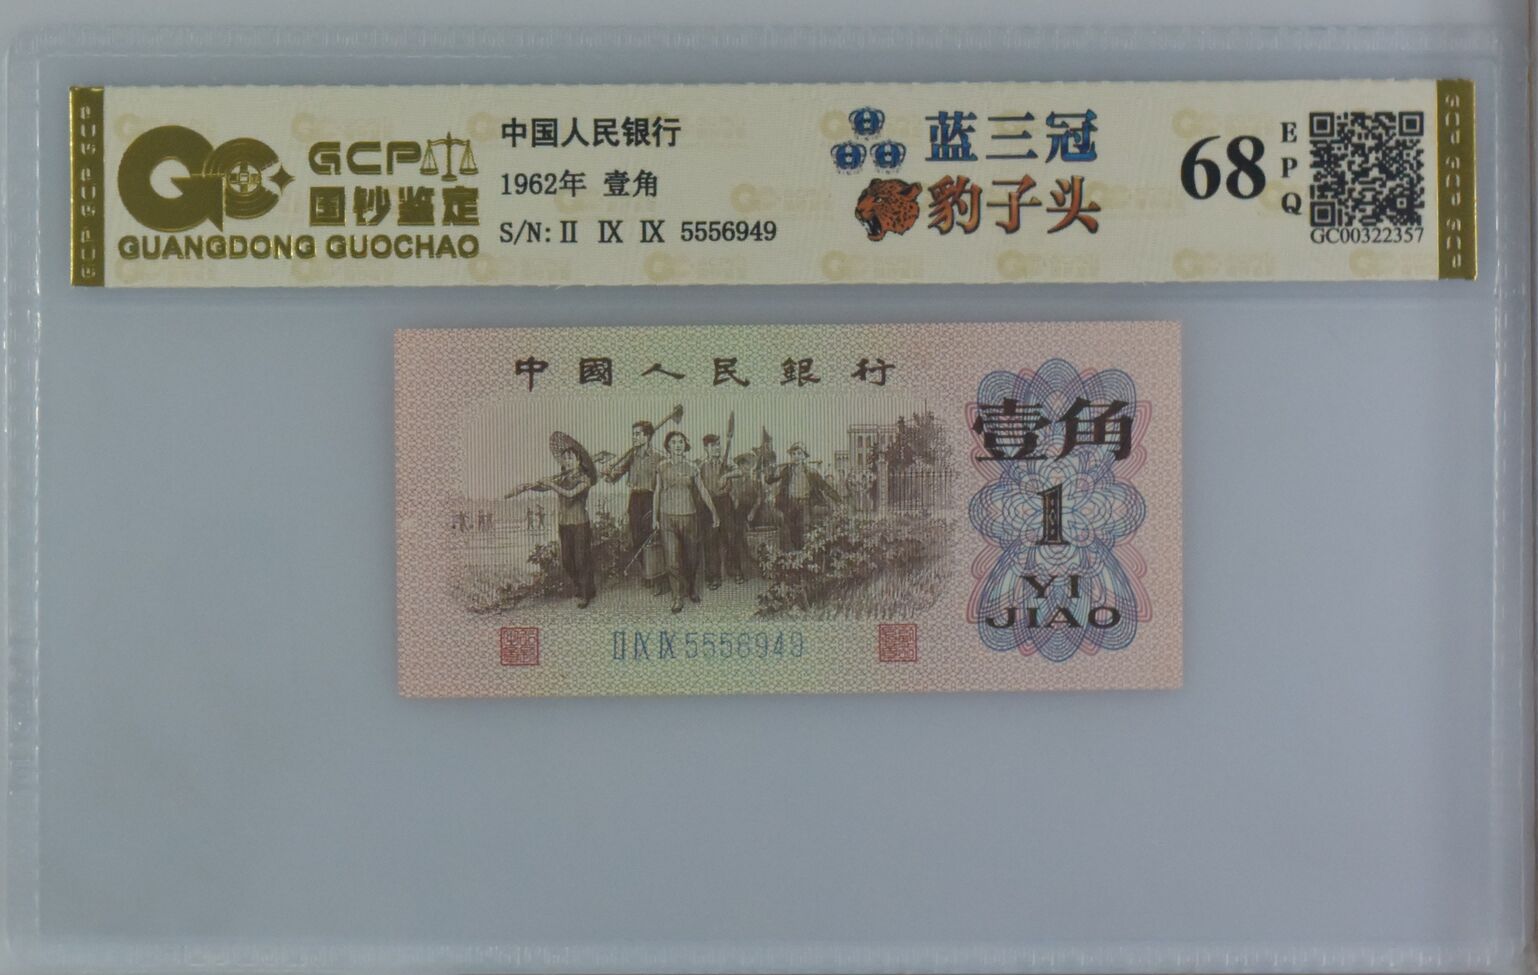 GCP
国钞鉴定
GUANGDONG GUOCHAO
中国人民银行
1962年 壹角
S/N: II IX IX 5556949
蓝三冠
豹子头
68
EPQ
GC00322357
中國人民銀行
壹角
1
YI
JIAO
II IX IX 5556949